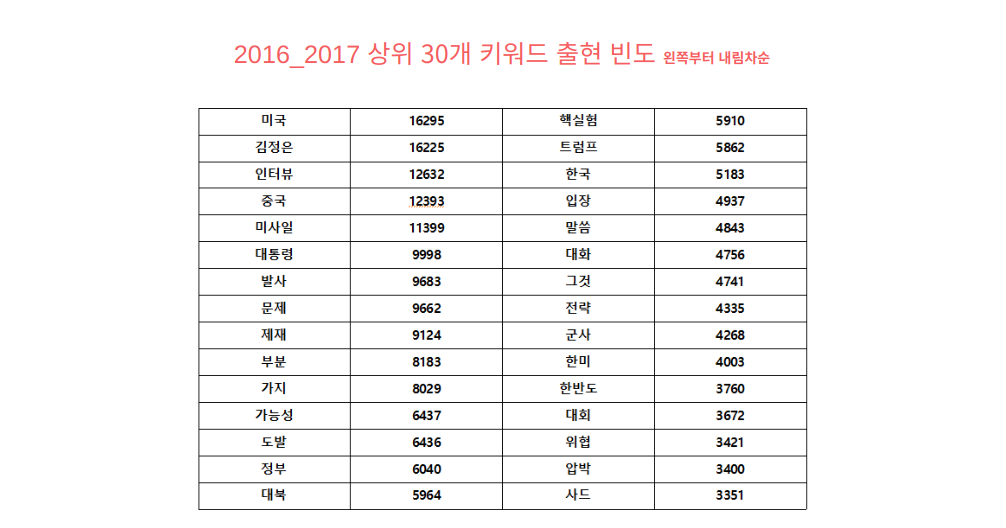 2016_2017 상위 30개 키워드 출현 빈도 왼쪽부터 내림차순
미국 16295 핵실험 5910
김정은 16225 트럼프 5862
인터뷰 12632 한국 5183
중국 12393 입장 4937
미사일 11399 말씀 4843
대통령 9998 대화 4756
발사 9683 그것 4741
문제 9662 전략 4335
제재 9124 군사 4268
부분 8183 한미 4003
가지 8029 한반도 3760
가능성 6437 대회 3672
도발 6436 위협 3421
정부 6040 압박 3400
대북 5964 사드 3351